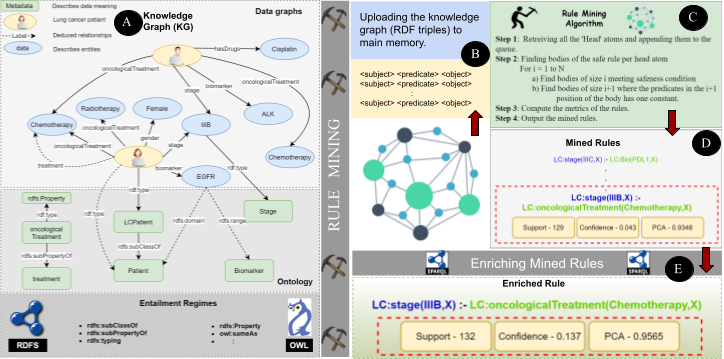 Metadata
Describes data meaning
Lung cancer patient
Label
Deduced relationships
data
Describes entities
A
Knowledge
Graph (KG)
Data graphs
hasDrugs
Cisplatin
oncologicalTreatment
stage
biomarker
oncologicalTreatment
Radiotherapy
Female
Chemotherapy
oncologicalTreatment
IIIB
ALK
oncologicalTreatment
gender
stage
treatment
biomarker
Chemotherapy
EGFR
rdf:type
rdfs:Property
rdf:type
rdf:type
rdf:type
LCPatient
Stage
rdfs:domain
rdfs:range
oncological
Treatment
rdfs:subPropertyOf
rdfs:subClassOf
treatment
Patient
Biomarker
Ontology
Entailment Regimes
• rdfs:subClassOf
• rdfs:subPropertyOf
• rdfs:typing
• rdfs:Property
• owl:sameAs
• :
RDFS
OWL
RULE MINING
Uploading the knowledge
graph (RDF triples) to
main memory.
B
<subject> <predicate> <object>
<subject> <predicate> <object>
:
<subject> <predicate> <object>
Rule Mining
Algorithm
C
Step 1: Retreiving all the 'Head' atoms and appending them to the
queue.
Step 2: Finding bodies of the safe rule per head atom
For i = 1 to N
a) Find bodies of size i meeting safeness condition
b) Find bodies of size i+1 where the predicates in the i+1
position of the body has one constant.
Step 3: Compute the metrics of the rules.
Step 4: Output the mined rules.
D
Mined Rules
LC:stage(IIIC,X) :- LC:Bio(PDL1,X)
.
.
.
LC:stage(IIIB,X) :-
LC:oncologicalTreatment(Chemotherapy,X)
Support - 129
Confidence - 0.043
PCA - 0.9348
SPARQL
Enriching Mined Rules
SPARQL
E
Enriched Rule
LC:stage(IIIB,X) :- LC:oncologicalTreatment(Chemotherapy,X)
Support - 132
Confidence - 0.137
PCA - 0.9565